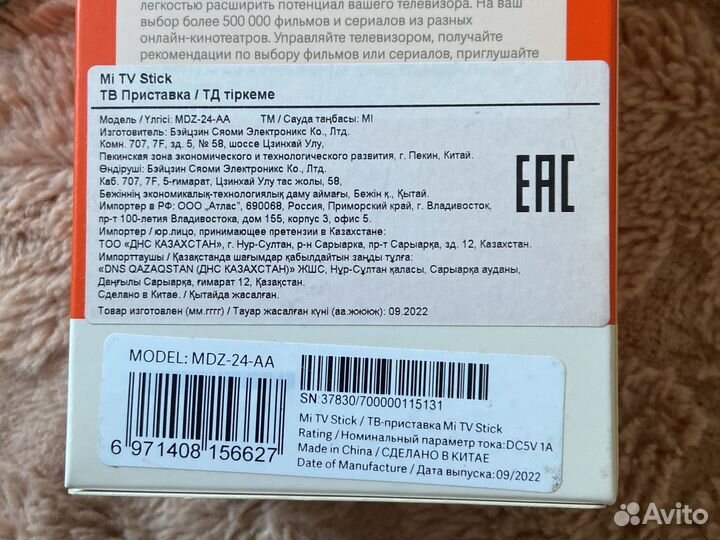 легкостью расширить потенциал вашего телевизора. На ваш
выбор более 500 000 фильмов и сериалов из разных
онлайн-кинотеатров. Управляйте телевизором, получайте
рекомендации по выбору фильмов или сериалов, приглушайте
Mi TV Stick
ТВ Приставка / ТД тіркеме
Модель / Үлгісі: MDZ-24-AA ТМ / Сауда таңбасы: MI
Изготовитель: Бэйцзин Сяоми Электроникс Ко., Лтд.
Комн. 707, 7F, зд. 5, № 58, шоссе Цзинхай Улу,
Пекинская зона экономического и технологического развития, г. Пекин, Китай.
Өндіруші: Бэйцзин Сяоми Электроникс Ко., Лтд.
Каб. 707, 7F, 5-ғимарат, Цзинхай Улу тас жолы, 58,
Бежіннің экономикалық-технологиялық даму аймағы, Бежін қ., Қытай.
Импортер в РФ: ООО „Атлас", 690068, Россия, Приморский край, г. Владивосток,
пр-т 100-летия Владивостока, дом 155, корпус 3, офис 5.
Импортер / юр.лицо, принимающее претензии в Казахстане:
ТОО «ДНС КАЗАХСТАН», г. Нур-Султан, р-н Сарыарка, пр-т Сарыарқа, зд. 12, Казахстан.
Импорттаушы / Қазақстанда шағымдар қабылдайтын заңды тұлға:
«DNS QAZAQSTAN (ДНС КАЗАХСТАН)» ЖШС, Нұр-Сұлтан қаласы, Сарыарқа ауданы,
Даңғылы Сарыарқа, ғимарат 12, Қазақстан.
Сделано в Китае. / Қытайда жасалған.
Товар изготовлен (мм.гггг) / Тауар жасалған күні (аа.жюжж): 09.2022
EAC
MODEL: MDZ-24-AA
6 971408 156627
SN:37830/700000115131
Mi TV Stick / ТВ-приставка Mi TV Stick
Rating / Номинальный параметр тока:DC5V 1A
Made in China / СДЕЛАНО В КИТАЕ
Date of Manufacture / Дата выпуска:09/2022
Avito